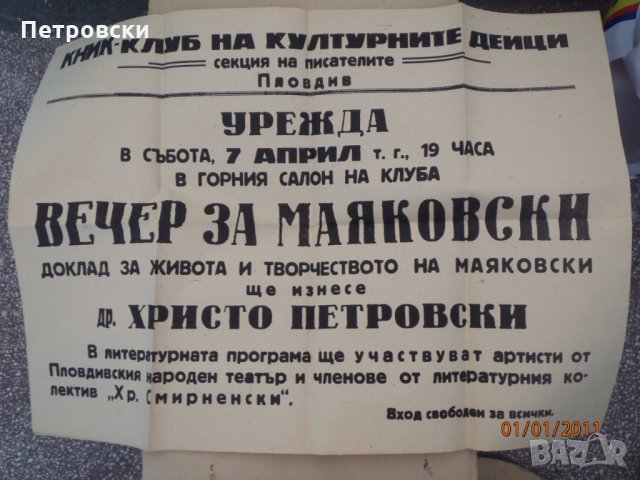 Петровски
КНИК-КЛУБ НА КУЛТУРНИТЕ ДЕЙЦИ
секция на писателите
Пловдив
УРЕЖДА
В СЪБОТА, 7 АПРИЛ т. г., 19 ЧАСА
В ГОРНИЯ САЛОН НА КЛУБА
ВЕЧЕР ЗА МАЯКОВСКИ
ДОКЛАД ЗА ЖИВОТА И ТВОРЧЕСТВОТО НА МАЯКОВСКИ
ще изнесе
ДР. ХРИСТО ПЕТРОВСКИ
В литературната програма ще участвуват артисти от
Пловдивския народен театър и членове от литературния ко-
лектив „Хр. Смирненски".
Вход свободен за всички.
01/01/2011
BAZAR